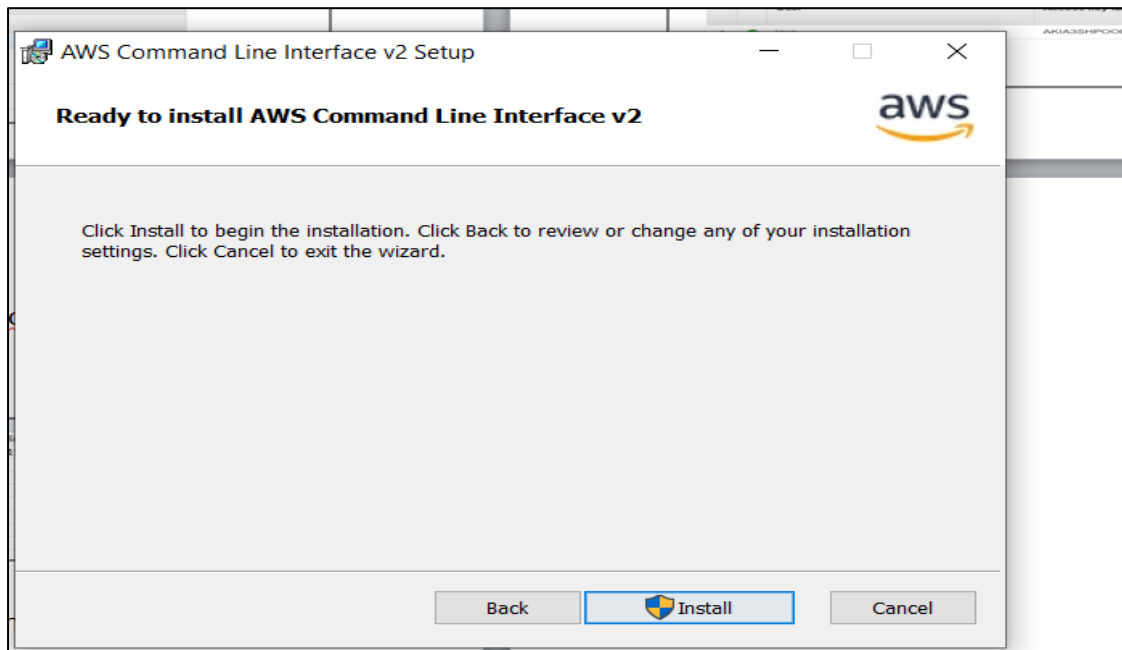 AWS Command Line Interface v2 Setup
Ready to install AWS Command Line Interface v2
aws
Click Install to begin the installation. Click Back to review or change any of your installation
settings. Click Cancel to exit the wizard.
Back
Install
Cancel